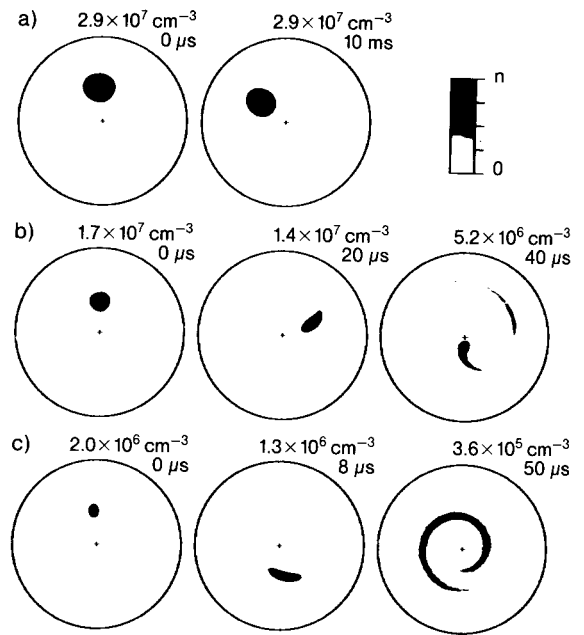 a)
2.9 × 10⁷ cm⁻³
0 µs
2.9 × 10⁷ cm⁻³
10 ms
n
0
b)
1.7 × 10⁷ cm⁻³
0 µs
1.4 × 10⁷ cm⁻³
20 µs
5.2 × 10⁶ cm⁻³
40 µs
c)
2.0 × 10⁶ cm⁻³
0 µs
1.3 × 10⁶ cm⁻³
8 µs
3.6 × 10⁵ cm⁻³
50 µs